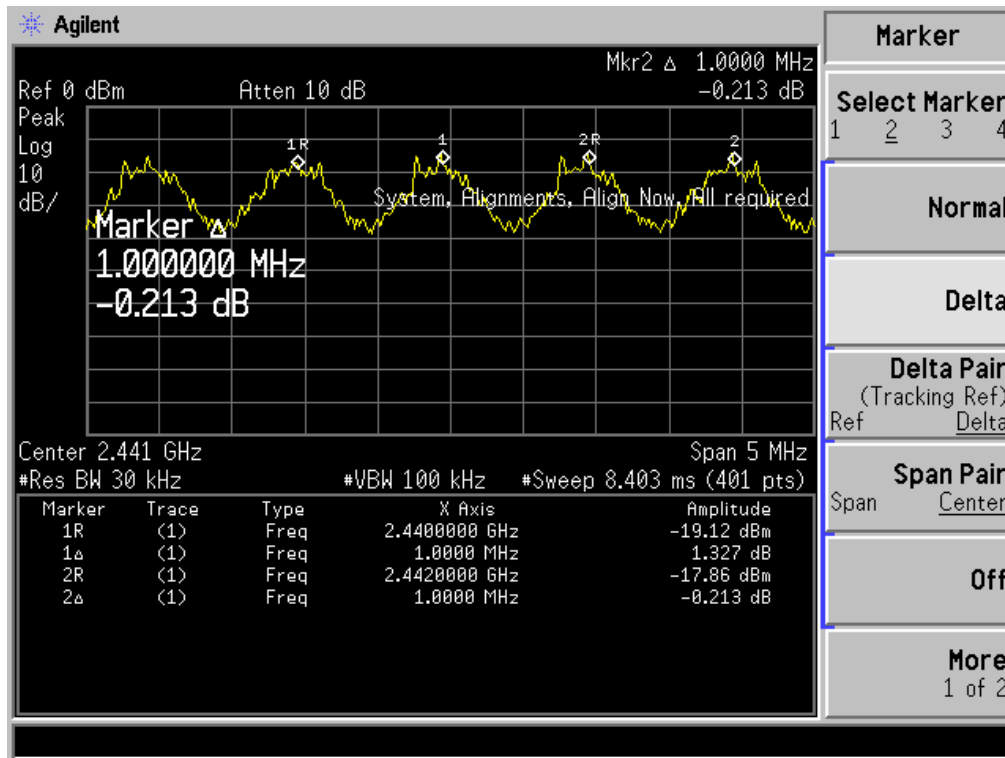 Agilent
Marker
Mkr2 Δ 1.0000 MHz
Ref 0 dBm Atten 10 dB -0.213 dB
Peak
Log
10
dB/
1R 1 2R 2
System, Alignments, Align Now, All required
Marker Δ
1.000000 MHz
-0.213 dB
Center 2.441 GHz Span 5 MHz
#Res BW 30 kHz #VBW 100 kHz #Sweep 8.403 ms (401 pts)
Marker Trace Type X Axis Amplitude
1R (1) Freq 2.4400000 GHz -19.12 dBm
1Δ (1) Freq 1.0000 MHz 1.327 dB
2R (1) Freq 2.4420000 GHz -17.86 dBm
2Δ (1) Freq 1.0000 MHz -0.213 dB
Select Marker
1 2 3 4
Normal
Delta
Delta Pair
(Tracking Ref)
Ref Delta
Span Pair
Span Center
Off
More
1 of 2